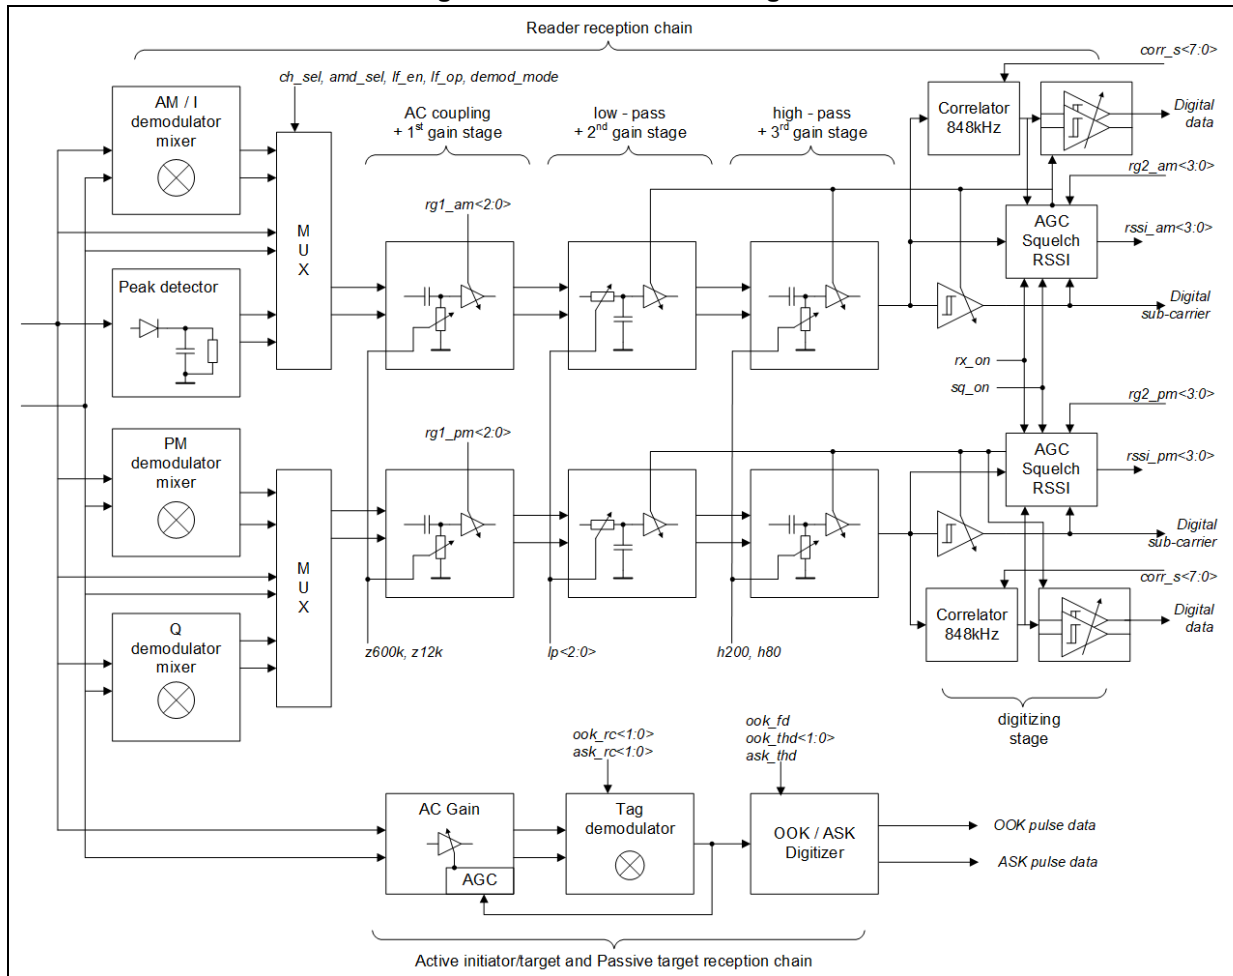 Reader reception chain
corr_s<7:0>
ch_sel, amd_sel, lf_en, lf_op, demod_mode
AM / I
demodulator
mixer
AC coupling
+ 1st gain stage
low - pass
+ 2nd gain stage
high - pass
+ 3rd gain stage
Correlator
848kHz
Digital
data
rg2_am<3:0>
rg1_am<2:0>
M
U
X
AGC
Squelch
RSSI
rssi_am<3:0>
Peak detector
Digital
sub-carrier
rx_on
sq_on
rg2_pm<3:0>
PM
demodulator
mixer
rg1_pm<2:0>
AGC
Squelch
RSSI
rssi_pm<3:0>
Digital
sub-carrier
M
U
X
corr_s<7:0>
Q
demodulator
mixer
Correlator
848kHz
Digital
data
z600k, z12k
lp<2:0>
h200, h80
digitizing
stage
ook_rc<1:0>
ask_rc<1:0>
ook_fd
ook_thd<1:0>
ask_thd
AC Gain
AGC
Tag
demodulator
OOK / ASK
Digitizer
OOK pulse data
ASK pulse data
Active initiator/target and Passive target reception chain